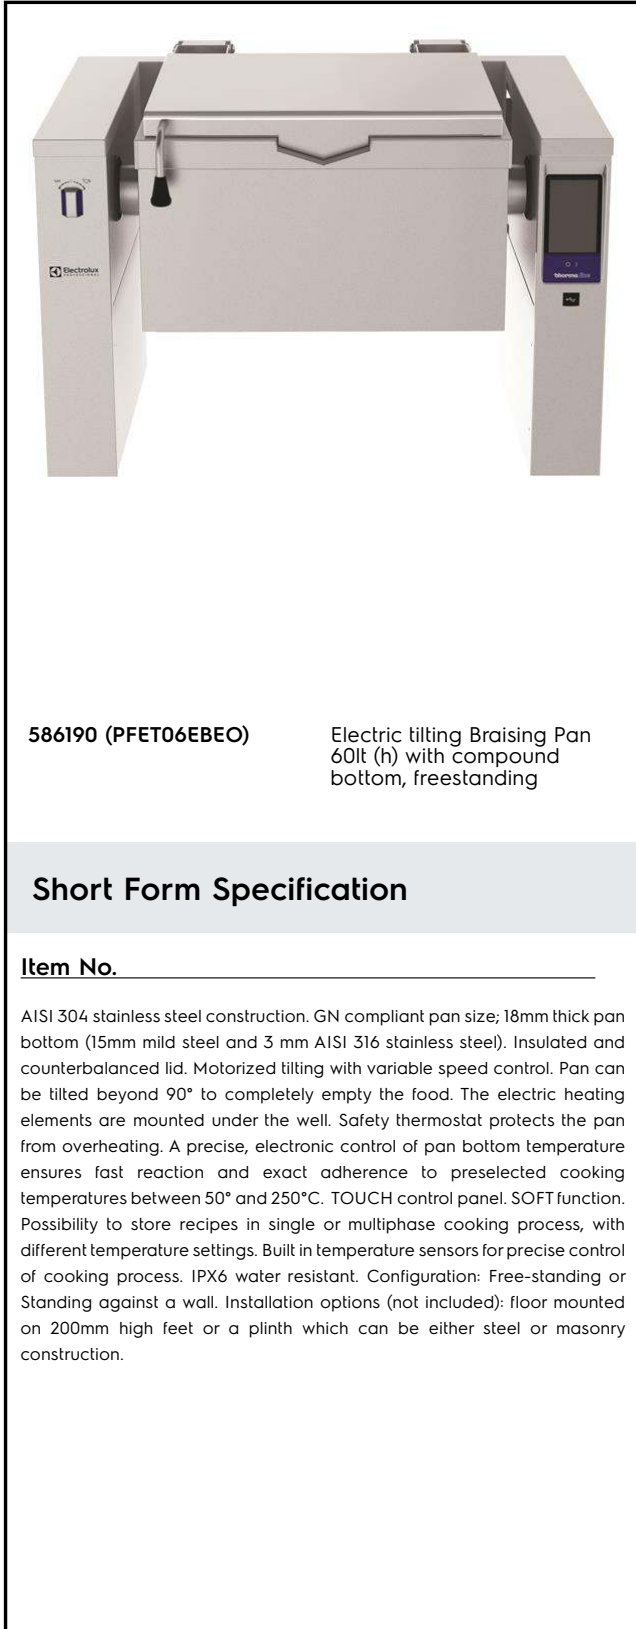 Electrolux
PROFESSIONAL
thermaline
586190 (PFET06EBEO)
Electric tilting Braising Pan
60lt (h) with compound
bottom, freestanding
Short Form Specification
Item No.
AISI 304 stainless steel construction. GN compliant pan size; 18mm thick pan
bottom (15mm mild steel and 3 mm AISI 316 stainless steel). Insulated and
counterbalanced lid. Motorized tilting with variable speed control. Pan can
be tilted beyond 90° to completely empty the food. The electric heating
elements are mounted under the well. Safety thermostat protects the pan
from overheating. A precise, electronic control of pan bottom temperature
ensures fast reaction and exact adherence to preselected cooking
temperatures between 50° and 250°C. TOUCH control panel. SOFT function.
Possibility to store recipes in single or multiphase cooking process, with
different temperature settings. Built in temperature sensors for precise control
of cooking process. IPX6 water resistant. Configuration: Free-standing or
Standing against a wall. Installation options (not included): floor mounted
on 200mm high feet or a plinth which can be either steel or masonry
construction.